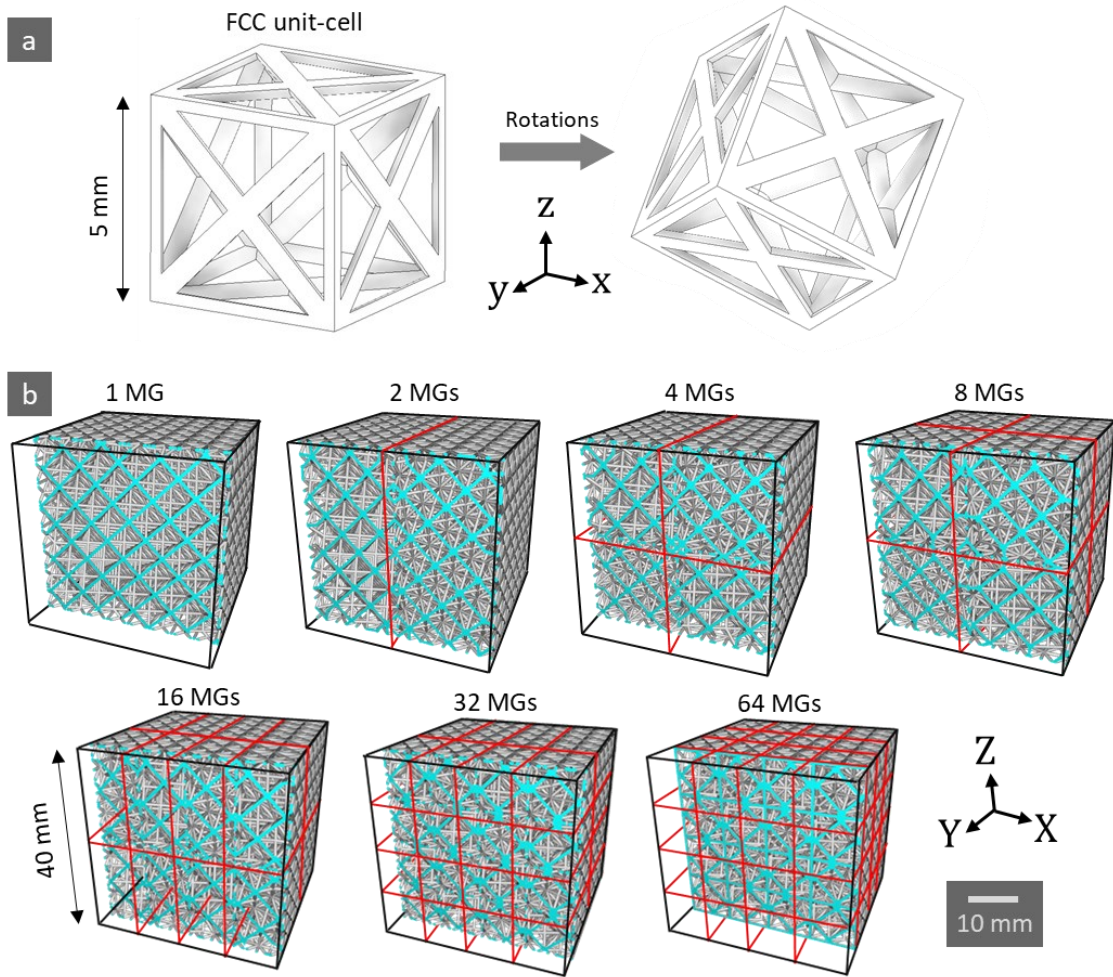 a
FCC unit-cell
5 mm
Rotations
z
y
x
b
1 MG
2 MGs
4 MGs
8 MGs
16 MGs
32 MGs
64 MGs
40 mm
Z
Y
X
10 mm